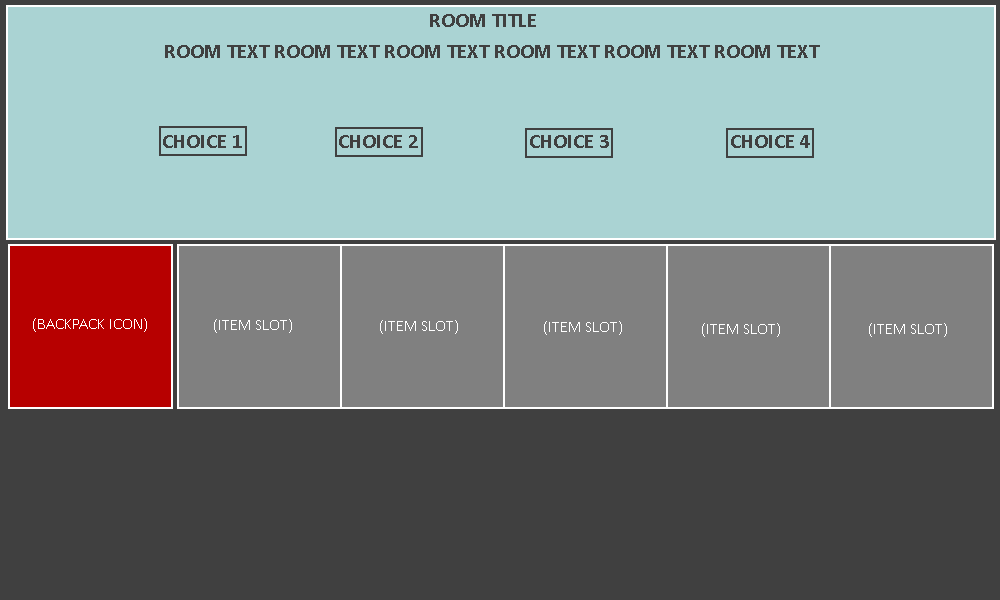 ROOM TITLE
ROOM TEXT ROOM TEXT ROOM TEXT ROOM TEXT ROOM TEXT ROOM TEXT
CHOICE 1 CHOICE 2 CHOICE 3 CHOICE 4
(BACKPACK ICON) (ITEM SLOT) (ITEM SLOT) (ITEM SLOT) (ITEM SLOT) (ITEM SLOT)